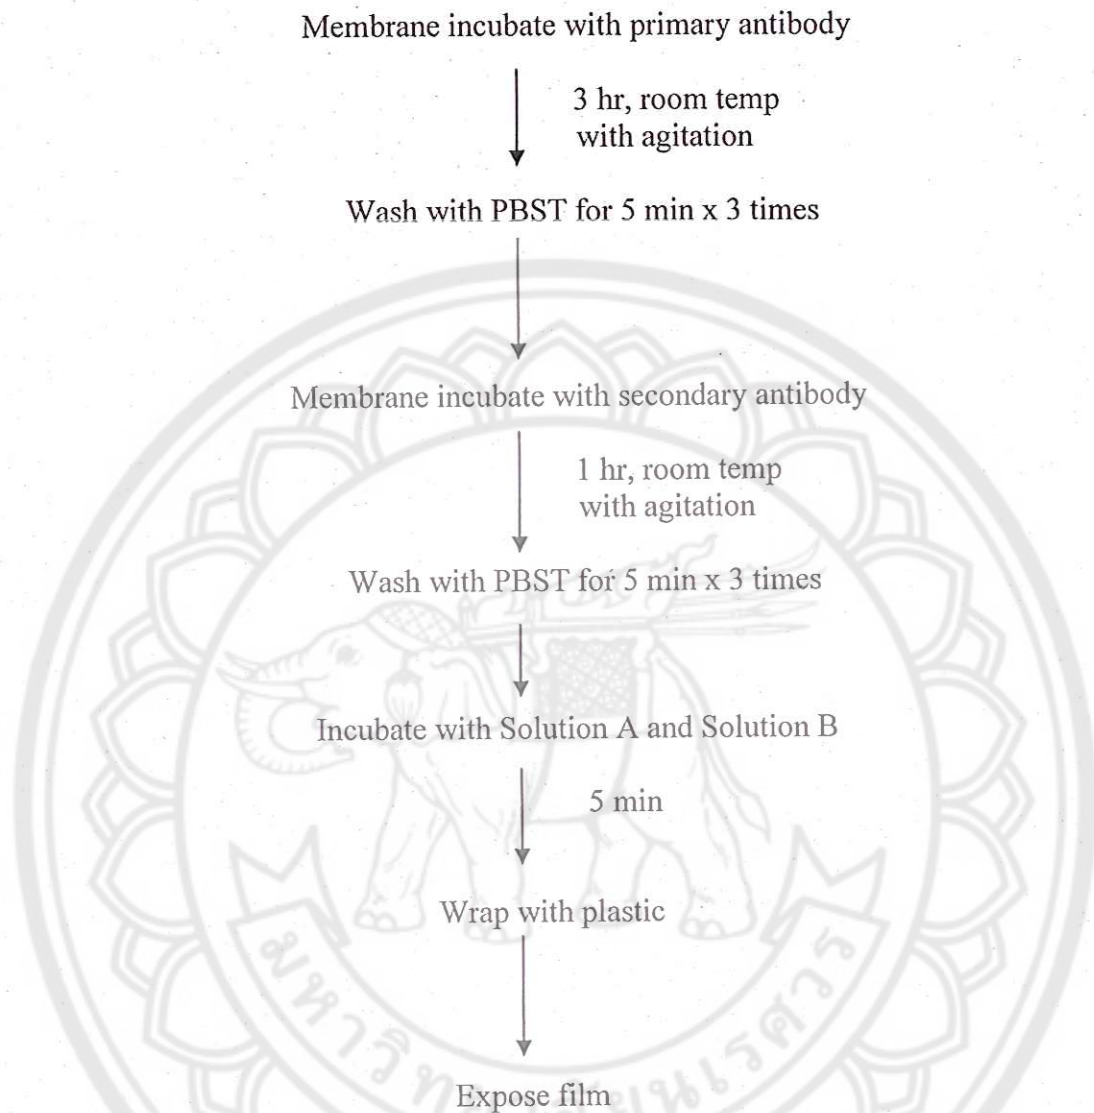 Membrane incubate with primary antibody
3 hr, room temp
with agitation
Wash with PBST for 5 min x 3 times
Membrane incubate with secondary antibody
1 hr, room temp
with agitation
Wash with PBST for 5 min x 3 times
Incubate with Solution A and Solution B
5 min
Wrap with plastic
Expose film